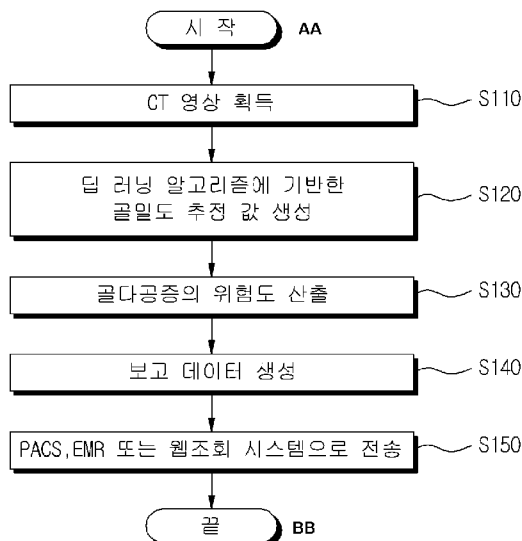 시 작 AA
CT 영상 획득 S110
딥 러닝 알고리즘에 기반한
골밀도 추정 값 생성 S120
골다공증의 위험도 산출 S130
보고 데이터 생성 S140
PACS,EMR 또는 웹조회 시스템으로 전송 S150
끝 BB